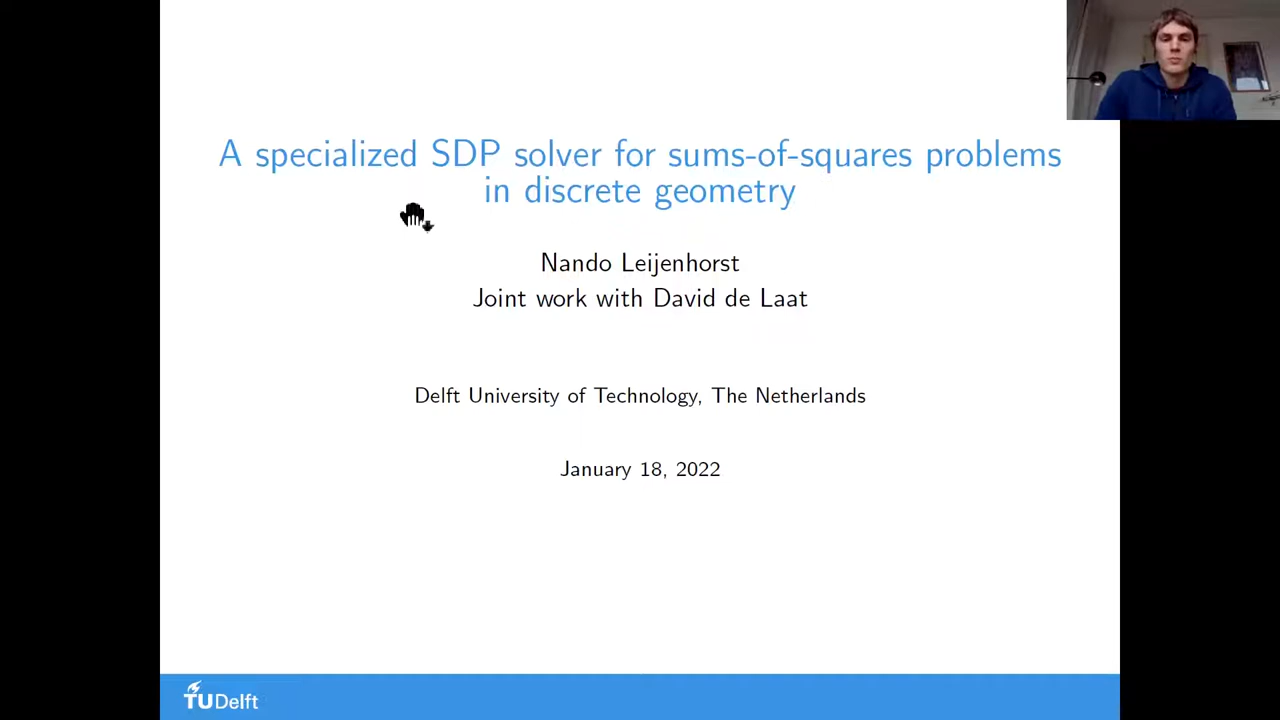 A specialized SDP solver for sums-of-squares problems
in discrete geometry
Nando Leijenhorst
Joint work with David de Laat
Delft University of Technology, The Netherlands
January 18, 2022
TUDelft